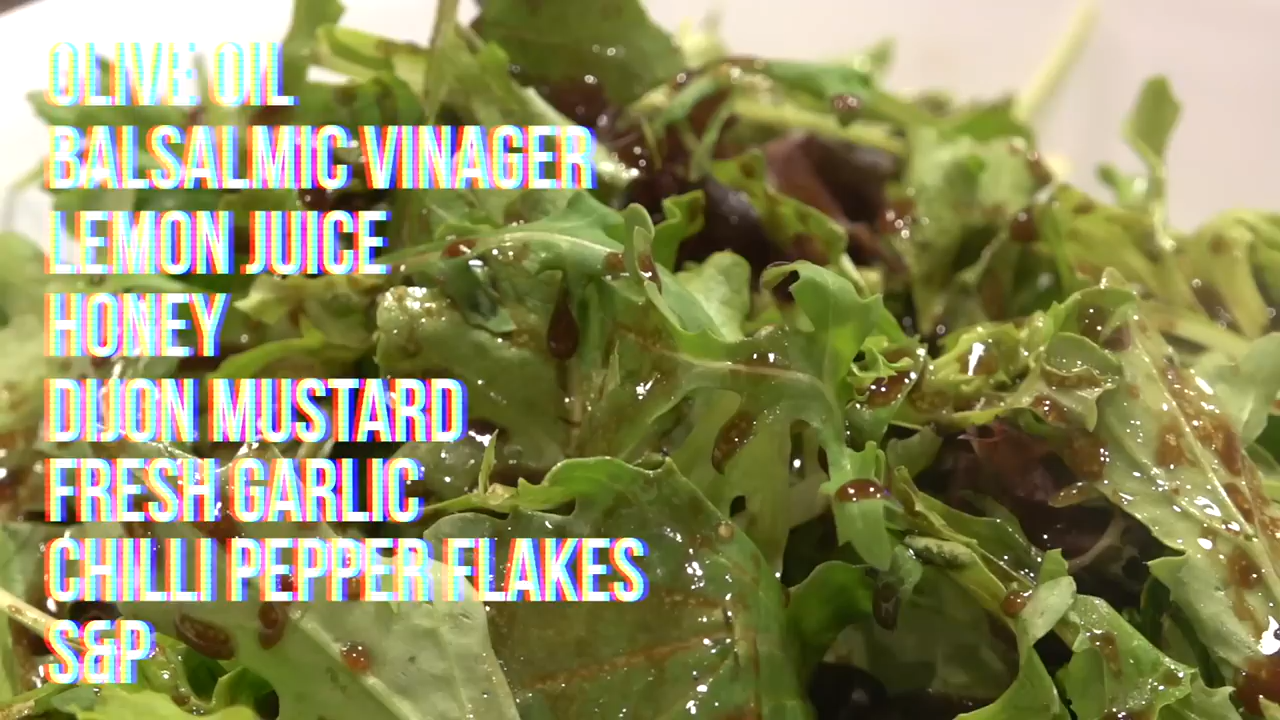 OLIVE OIL
BALSALMIC VINAGER
LEMON JUICE
HONEY
DIJON MUSTARD
FRESH GARLIC
CHILLI PEPPER FLAKES
S&P